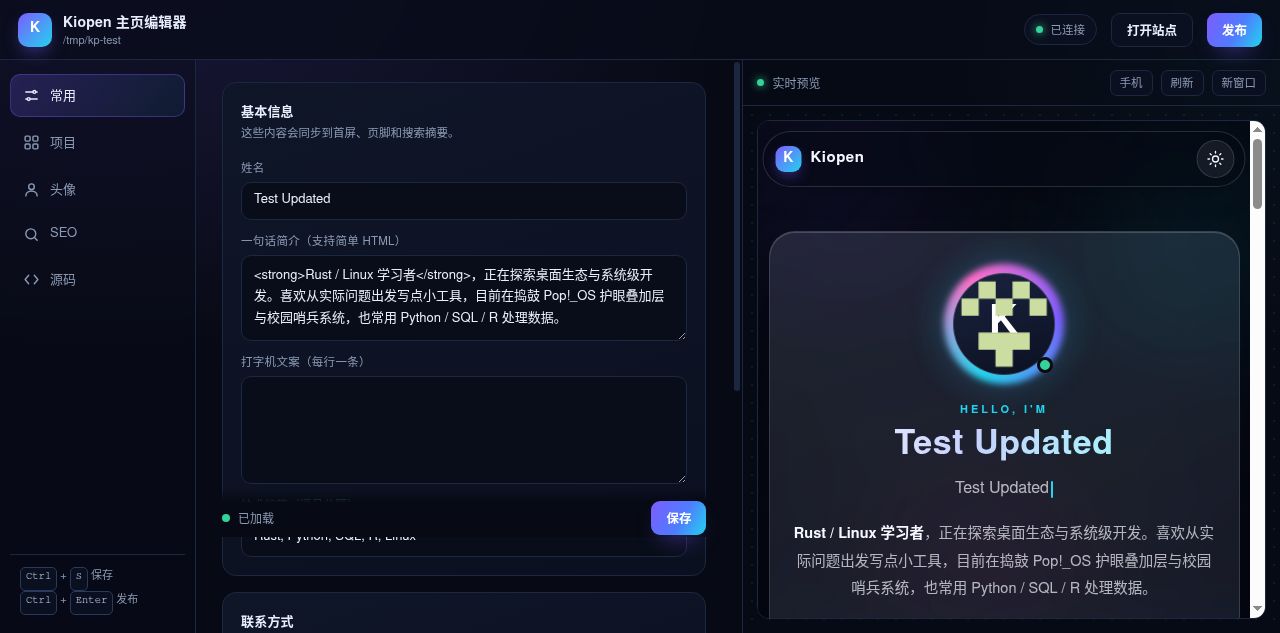 K
Kiopen 主页编辑器
/tmp/kp-test
已连接
打开站点
发布
常用
项目
头像
SEO
源码
Ctrl + S 保存
Ctrl + Enter 发布
基本信息
这些内容会同步到首屏、页脚和搜索摘要。
姓名
Test Updated
一句话简介（支持简单 HTML）
<strong>Rust / Linux 学习者</strong>，正在探索桌面生态与系统级开
发。喜欢从实际问题出发写点小工具，目前在捣鼓 Pop!_OS 护眼叠加层
与校园哨兵系统，也常用 Python / SQL / R 处理数据。
打字机文案（每行一条）
已加载
保存
Rust, Python, SQL, R, Linux
联系方式
实时预览
手机
刷新
新窗口
K
Kiopen
K
HELLO, I'M
Test Updated
Test Updated
Rust / Linux 学习者，正在探索桌面生态与系统级开发。喜欢从实
际问题出发写点小工具，目前在捣鼓 Pop!_OS 护眼叠加层与校园
哨兵系统，也常用 Python / SQL / R 处理数据。